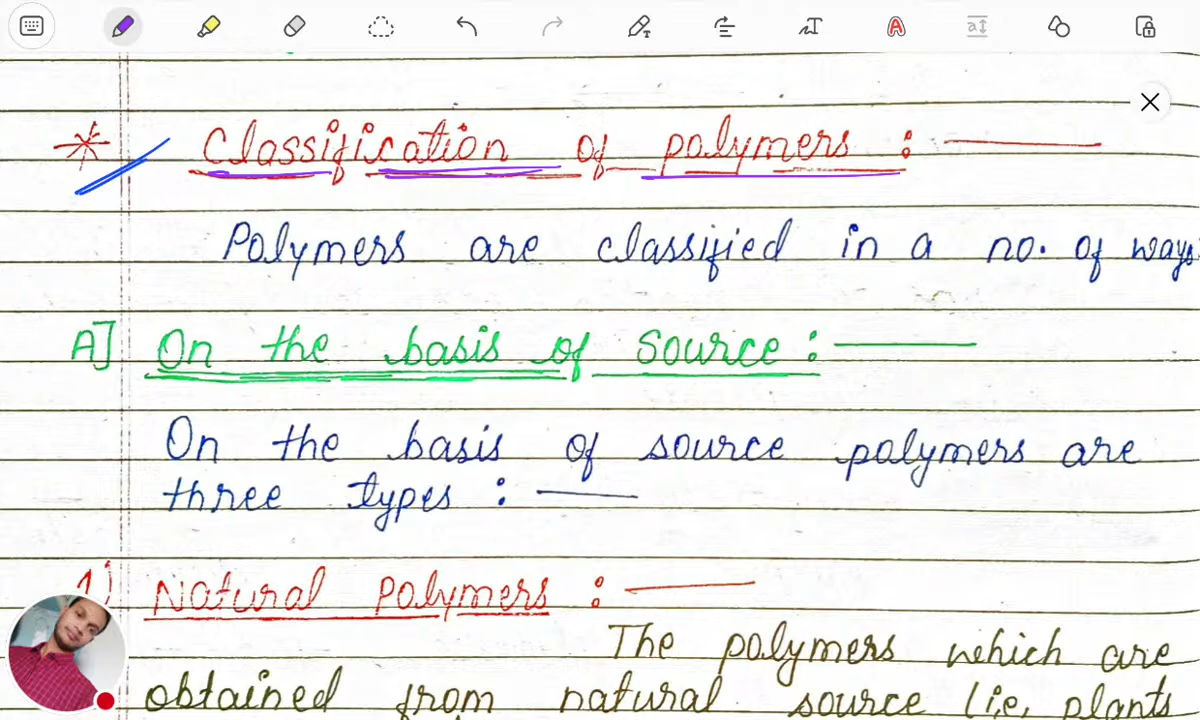 * Classification of polymers : —
Polymers are classified in a no. of ways
A] On the basis of Source : —
On the basis of source polymers are
three types : —
1) Natural Polymers : —
The polymers which are
obtained from natural source (i.e, plants